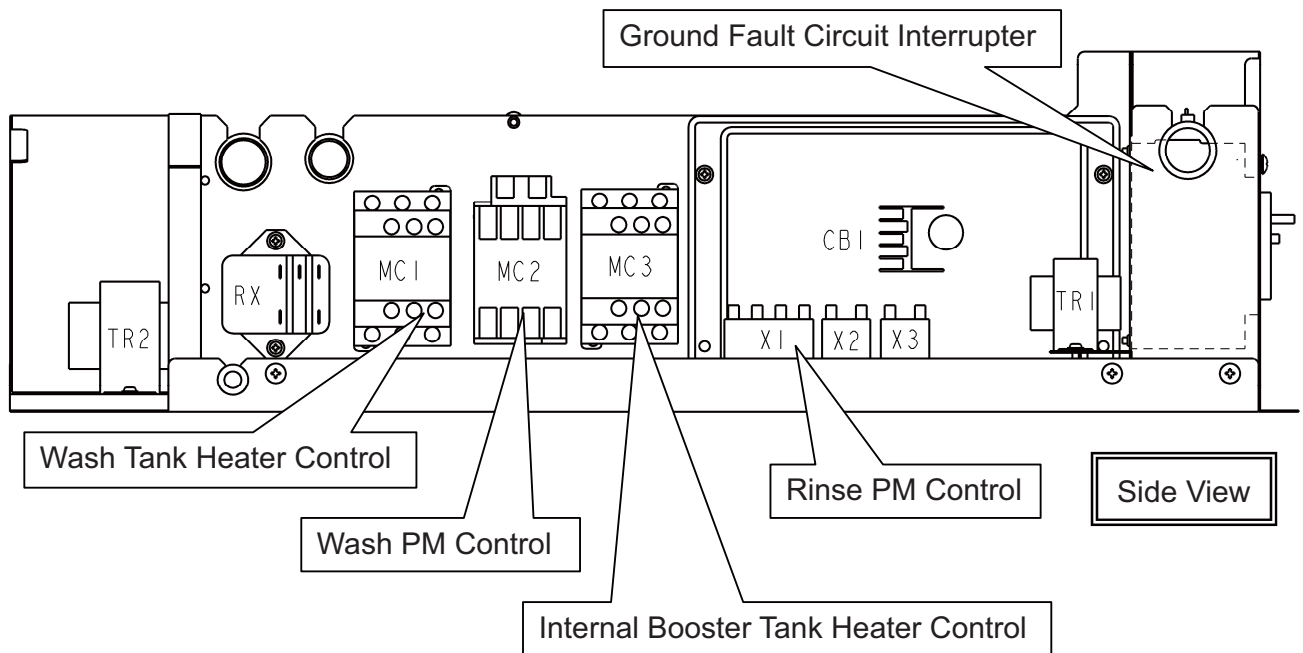 Ground Fault Circuit Interrupter
CB1
MC1
MC2
MC3
RX
TR1
TR2
X1
X2
X3
Wash Tank Heater Control
Rinse PM Control
Side View
Wash PM Control
Internal Booster Tank Heater Control